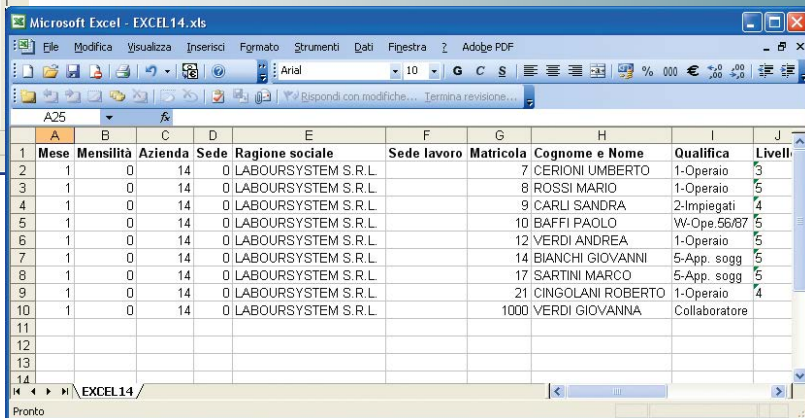 Microsoft Excel - EXCEL14.xls
File Modifica Visualizza Inserisci Formato Strumenti Dati Finestra ? Adobe PDF
Arial 10 G C S % 000 €
Rispondi con modifiche... Termina revisione...
A25 fx
A B C D E F G H I J
1 Mese Mensilità Azienda Sede Ragione sociale Sede lavoro Matricola Cognome e Nome Qualifica Livell
2 1 0 14 0 LABOURSYSTEM S.R.L. 7 CERIONI UMBERTO 1-Operaio 3
3 1 0 14 0 LABOURSYSTEM S.R.L. 8 ROSSI MARIO 1-Operaio 5
4 1 0 14 0 LABOURSYSTEM S.R.L. 9 CARLI SANDRA 2-Impiegati 4
5 1 0 14 0 LABOURSYSTEM S.R.L. 10 BAFFI PAOLO W-Ope.56/87 5
6 1 0 14 0 LABOURSYSTEM S.R.L. 12 VERDI ANDREA 1-Operaio 5
7 1 0 14 0 LABOURSYSTEM S.R.L. 14 BIANCHI GIOVANNI 5-App. sogg 5
8 1 0 14 0 LABOURSYSTEM S.R.L. 17 SARTINI MARCO 5-App. sogg 5
9 1 0 14 0 LABOURSYSTEM S.R.L. 21 CINGOLANI ROBERTO 1-Operaio 4
10 1 0 14 0 LABOURSYSTEM S.R.L. 1000 VERDI GIOVANNA Collaboratore
11
12
13
14
EXCEL14
Pronto